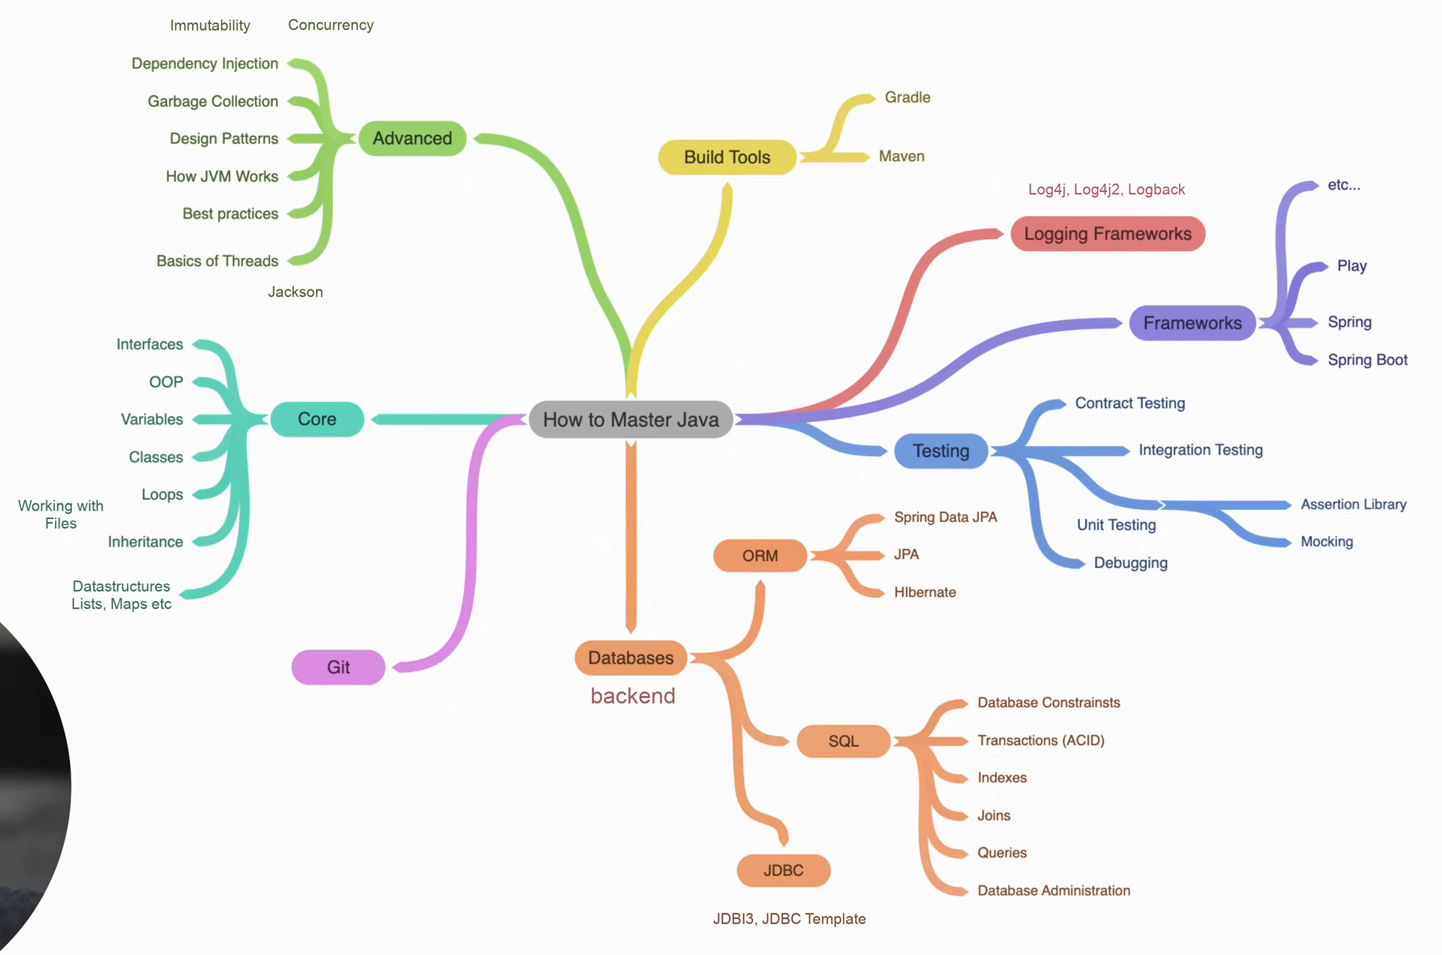 Immutability
Concurrency
Dependency Injection
Garbage Collection
Design Patterns
How JVM Works
Best practices
Basics of Threads
Jackson
Advanced
Build Tools
Gradle
Maven
Log4j, Log4j2, Logback
Logging Frameworks
Frameworks
etc...
Play
Spring
Spring Boot
Interfaces
OOP
Variables
Classes
Loops
Working with
Files
Inheritance
Datastructures
Lists, Maps etc
Core
How to Master Java
Testing
Contract Testing
Integration Testing
Unit Testing
Assertion Library
Mocking
Debugging
Git
Databases
backend
ORM
Spring Data JPA
JPA
HIbernate
SQL
Database Constrainsts
Transactions (ACID)
Indexes
Joins
Queries
Database Administration
JDBC
JDBI3, JDBC Template